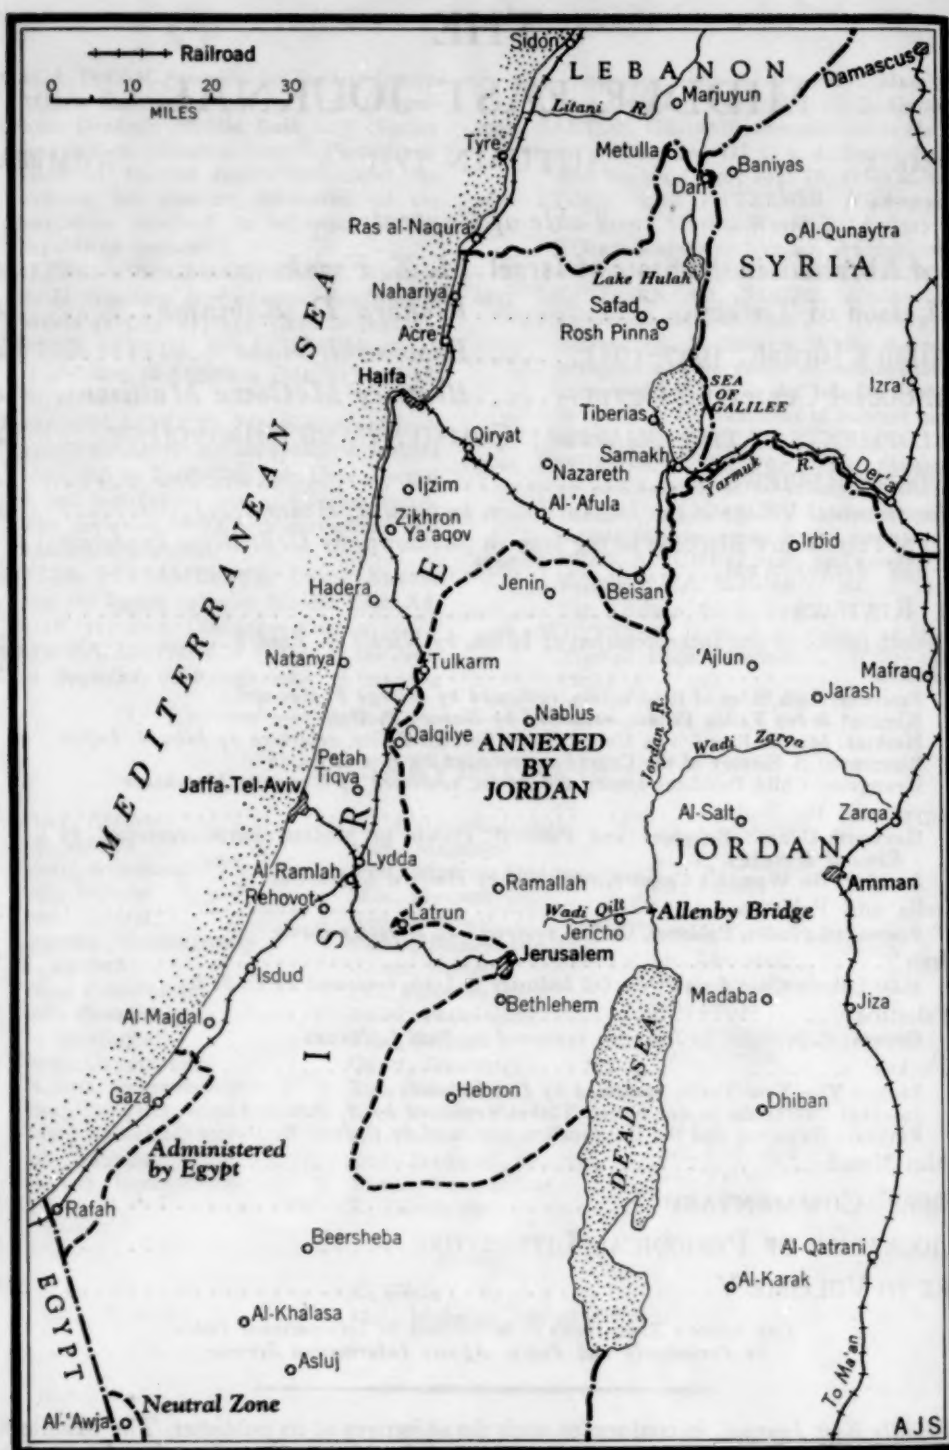 Railroad
0 10 20 30
MILES
Sidon
LEBANON
Damascus
Litani R.
Marjuyun
Tyre
Metulla
Baniyas
Dan
Ras al-Naqura
Al-Qunaytra
SYRIA
Lake Hulah
Nahariya
Safad
Rosh Pinna
Acre
Haifa
SEA
OF
GALILEE
Izra'
Tiberias
Qiryat
Samakh
Nazareth
Yarmuk R.
Der'a
Ijzim
Al-'Afula
Zikhron
Ya'aqov
Irbid
Jenin
Beisan
Hadera
MEDITERRANEAN SEA
ISRAEL
Natanya
Tulkarm
'Ajlun
Mafraq
Jarash
Nablus
Jordan R.
Qalqilye
ANNEXED
BY
JORDAN
Wadi Zarqa
Petah
Tiqva
Jaffa-Tel-Aviv
Al-Salt
Zarqa
JORDAN
Lydda
Al-Ramlah
Amman
Rehovot
Ramallah
Latrun
Wadi Qilt
Allenby Bridge
Jericho
Jerusalem
Isdud
Bethlehem
Madaba
Jiza
Al-Majdal
DEAD SEA
Gaza
Hebron
Dhiban
Administered
by Egypt
Rafah
Beersheba
Al-Qatrani
Al-Karak
EGYPT
Al-Khalasa
Asluj
To Ma'an
Neutral Zone
Al-'Awja
AJS